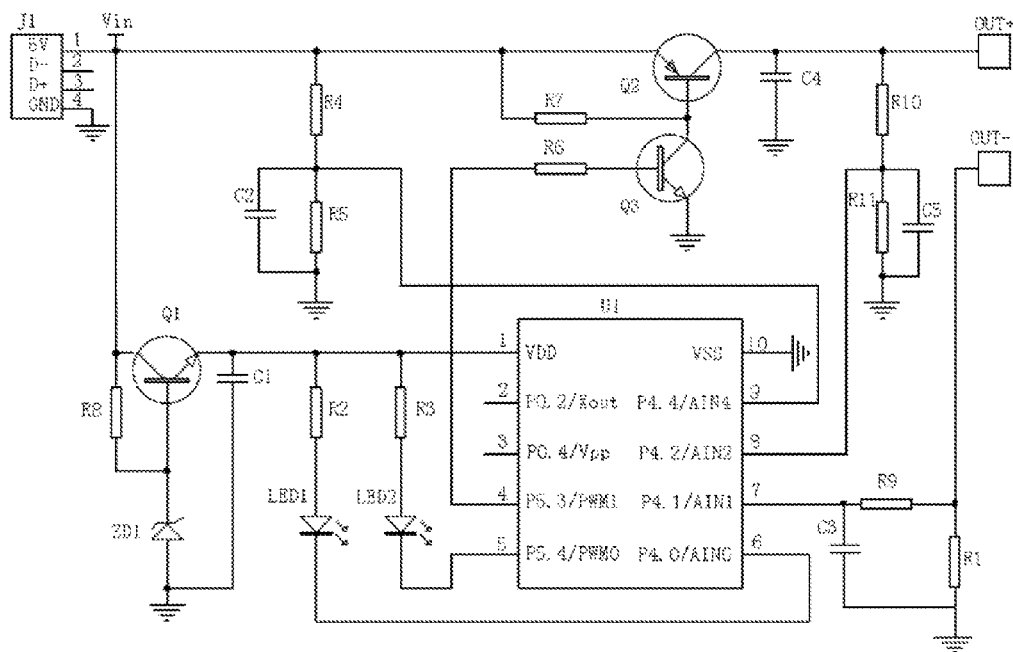 J1
Vin
OUT+
5V 1
D- 2
D+ 3
GND 4
R4
R7
Q2
C4
R10
OUT-
R6
C2
R5
Q3
R11
C5
Q1
U1
1 VDD
VSS 10
C1
R8
R2
R3
2 P0.2/Xout
P4.4/AIN4 9
3 P0.4/Vpp
P4.2/AIN2 8
LED1
LED2
4 P5.3/PWM1
P4.1/AIN1 7
R9
ZD1
5 P5.4/PWM0
P4.0/AIN0 6
C3
R1